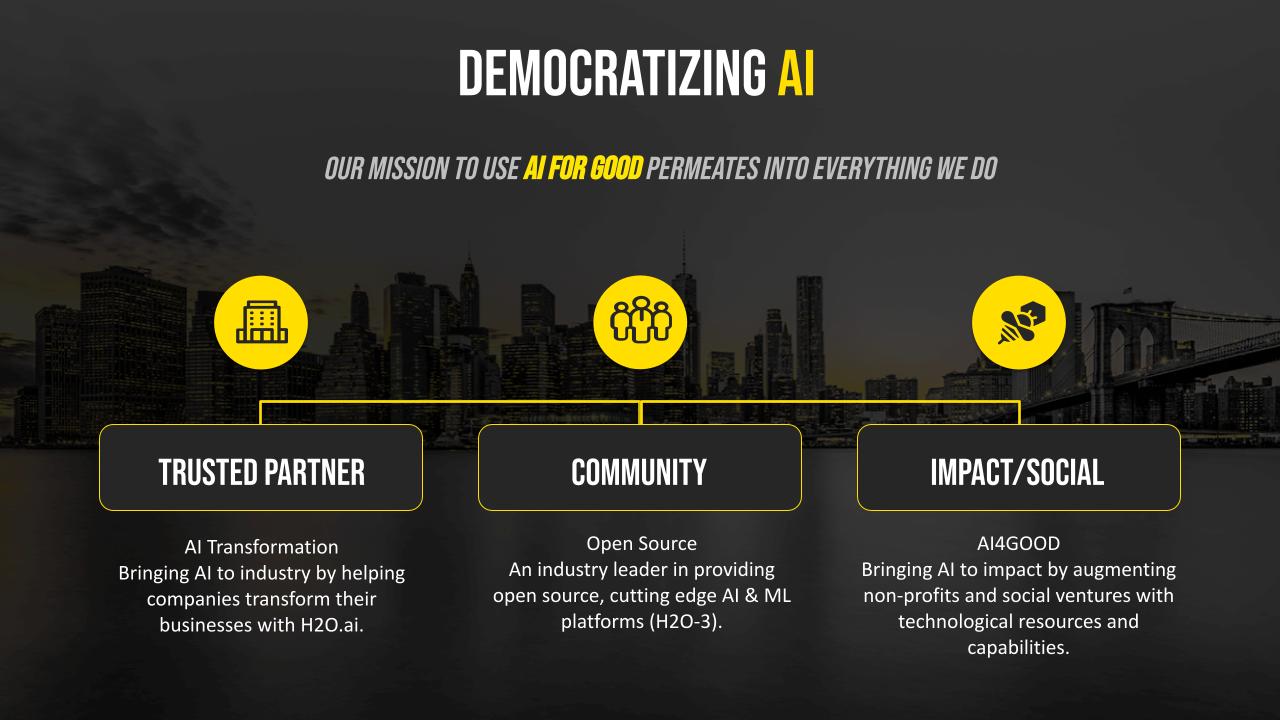 DEMOCRATIZING AI
OUR MISSION TO USE AI FOR GOOD PERMEATES INTO EVERYTHING WE DO
TRUSTED PARTNER
AI Transformation
Bringing AI to industry by helping
companies transform their
businesses with H2O.ai.
COMMUNITY
Open Source
An industry leader in providing
open source, cutting edge AI & ML
platforms (H2O-3).
IMPACT/SOCIAL
AI4GOOD
Bringing AI to impact by augmenting
non-profits and social ventures with
technological resources and
capabilities.